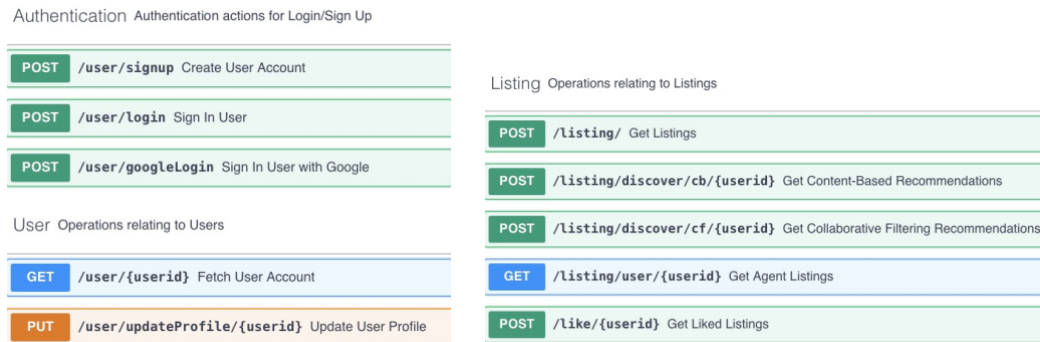 Authentication Authentication actions for Login/Sign Up
POST /user/signup Create User Account
POST /user/login Sign In User
POST /user/googleLogin Sign In User with Google
User Operations relating to Users
GET /user/{userid} Fetch User Account
PUT /user/updateProfile/{userid} Update User Profile
Listing Operations relating to Listings
POST /listing/ Get Listings
POST /listing/discover/cb/{userid} Get Content-Based Recommendations
POST /listing/discover/cf/{userid} Get Collaborative Filtering Recommendations
GET /listing/user/{userid} Get Agent Listings
POST /like/{userid} Get Liked Listings